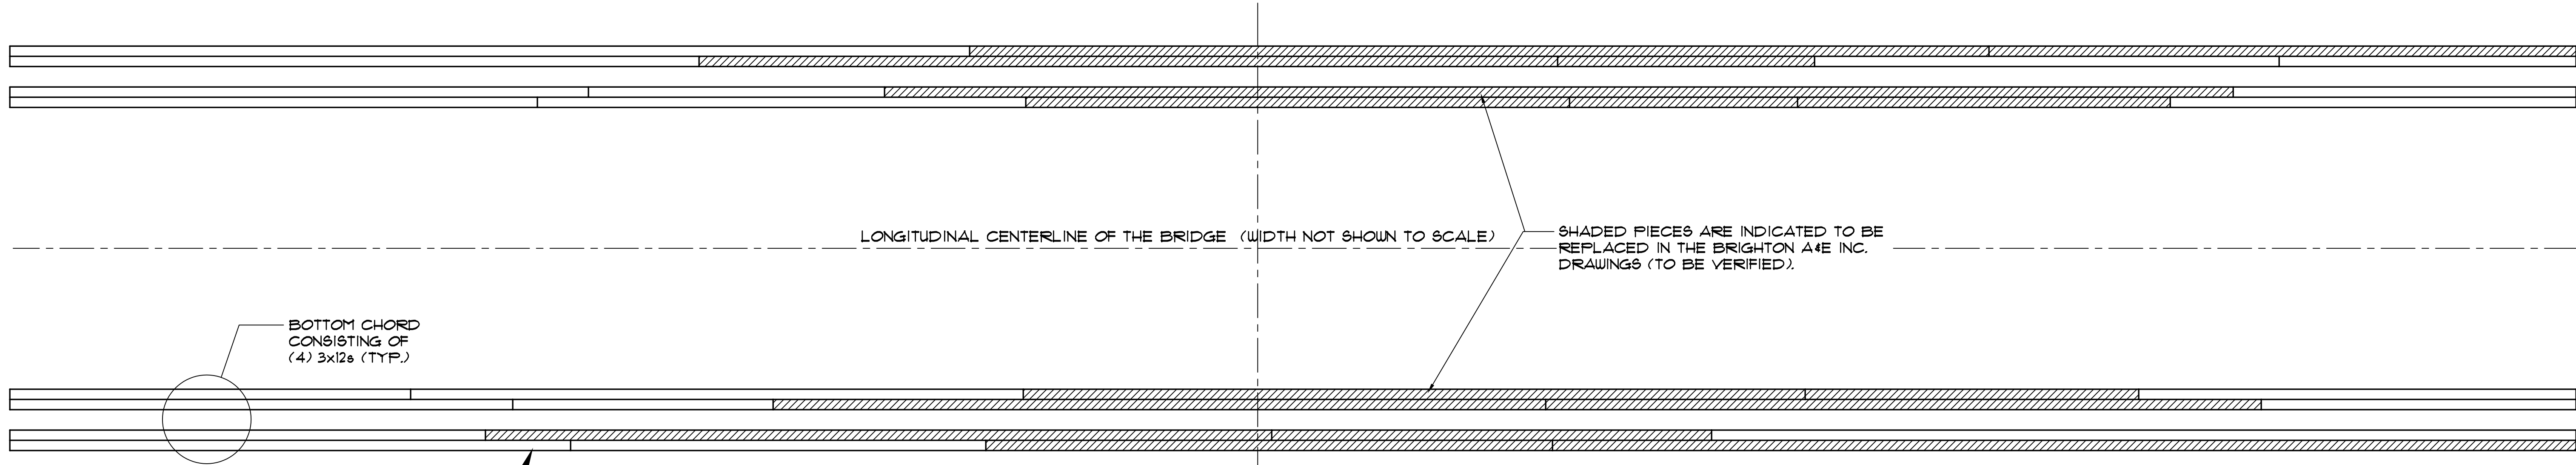 LONGITUDINAL CENTERLINE OF THE BRIDGE (WIDTH NOT SHOWN TO SCALE)
SHADED PIECES ARE INDICATED TO BE
REPLACED IN THE BRIGHTON A&E INC.
DRAWINGS (TO BE VERIFIED).
BOTTOM CHORD
CONSISTING OF
(4) 3x12s (TYP.)